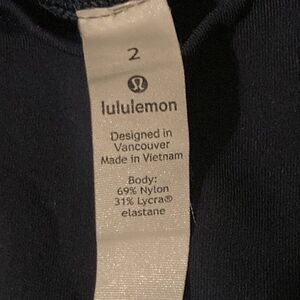 2
lululemon
Designed in
Vancouver
Made in Vietnam
Body:
69% Nylon
31% Lycra®
elastane